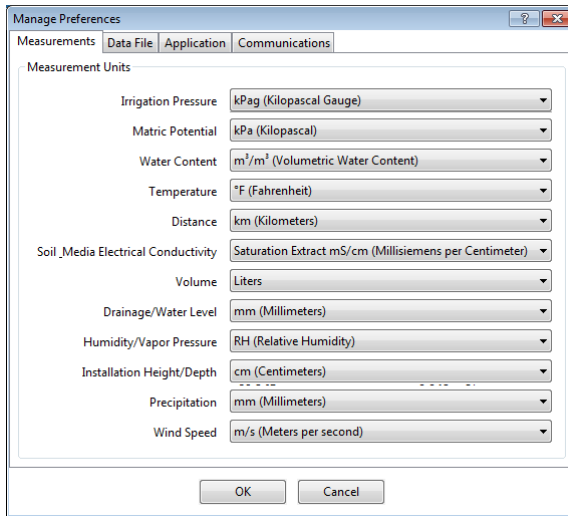 Manage Preferences
Measurements Data File Application Communications
Measurement Units
Irrigation Pressure kPag (Kilopascal Gauge)
Matric Potential kPa (Kilopascal)
Water Content m³/m³ (Volumetric Water Content)
Temperature °F (Fahrenheit)
Distance km (Kilometers)
Soil_Media Electrical Conductivity Saturation Extract mS/cm (Millisiemens per Centimeter)
Volume Liters
Drainage/Water Level mm (Millimeters)
Humidity/Vapor Pressure RH (Relative Humidity)
Installation Height/Depth cm (Centimeters)
Precipitation mm (Millimeters)
Wind Speed m/s (Meters per second)
OK Cancel